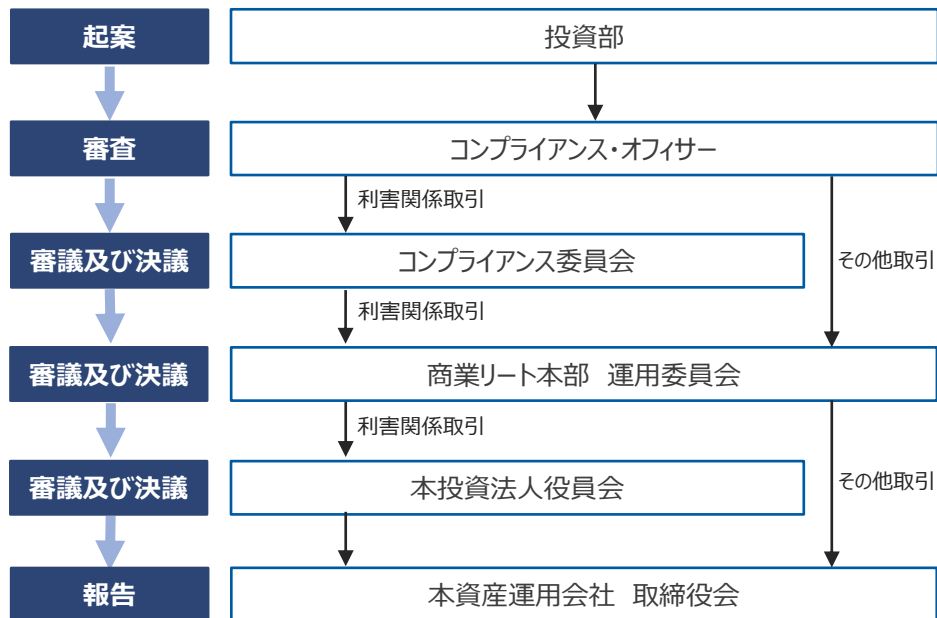 起案
投資部
審査
コンプライアンス・オフィサー
利害関係取引
審議及び決議
コンプライアンス委員会
その他取引
利害関係取引
審議及び決議
商業リート本部 運用委員会
利害関係取引
審議及び決議
本投資法人役員会
その他取引
報告
本資産運用会社 取締役会